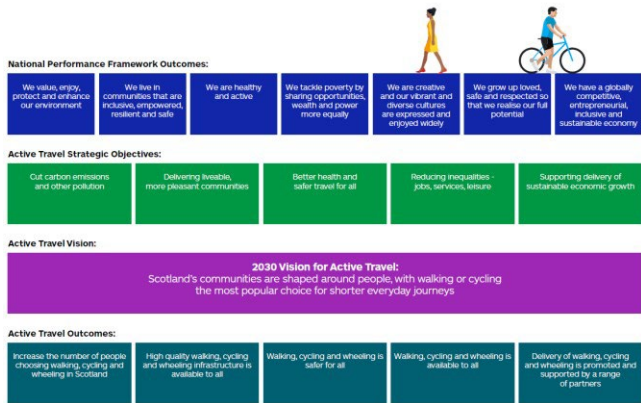 National Performance Framework Outcomes:
We value, enjoy,
protect and enhance
our environment
We live in
communities that are
inclusive, empowered,
resilient and safe
We are healthy
and active
We tackle poverty by
sharing opportunities,
wealth and power
more equally
We are creative
and our vibrant and
diverse cultures
are expressed and
enjoyed widely
We grow up loved,
safe and respected so
that we realise our full
potential
We have a globally
competitive,
entrepreneurial,
inclusive and
sustainable economy
Active Travel Strategic Objectives:
Cut carbon emissions
and other pollution
Delivering liveable,
more pleasant communities
Better health and
safer travel for all
Reducing inequalities -
jobs, services, leisure
Supporting delivery of
sustainable economic growth
Active Travel Vision:
2030 Vision for Active Travel:
Scotland's communities are shaped around people, with walking or cycling
the most popular choice for shorter everyday journeys
Active Travel Outcomes:
Increase the number of people
choosing walking, cycling and
wheeling in Scotland
High quality walking, cycling
and wheeling infrastructure is
available to all
Walking, cycling and wheeling is
safer for all
Walking, cycling and wheeling is
available to all
Delivery of walking, cycling
and wheeling is promoted and
supported by a range
of partners